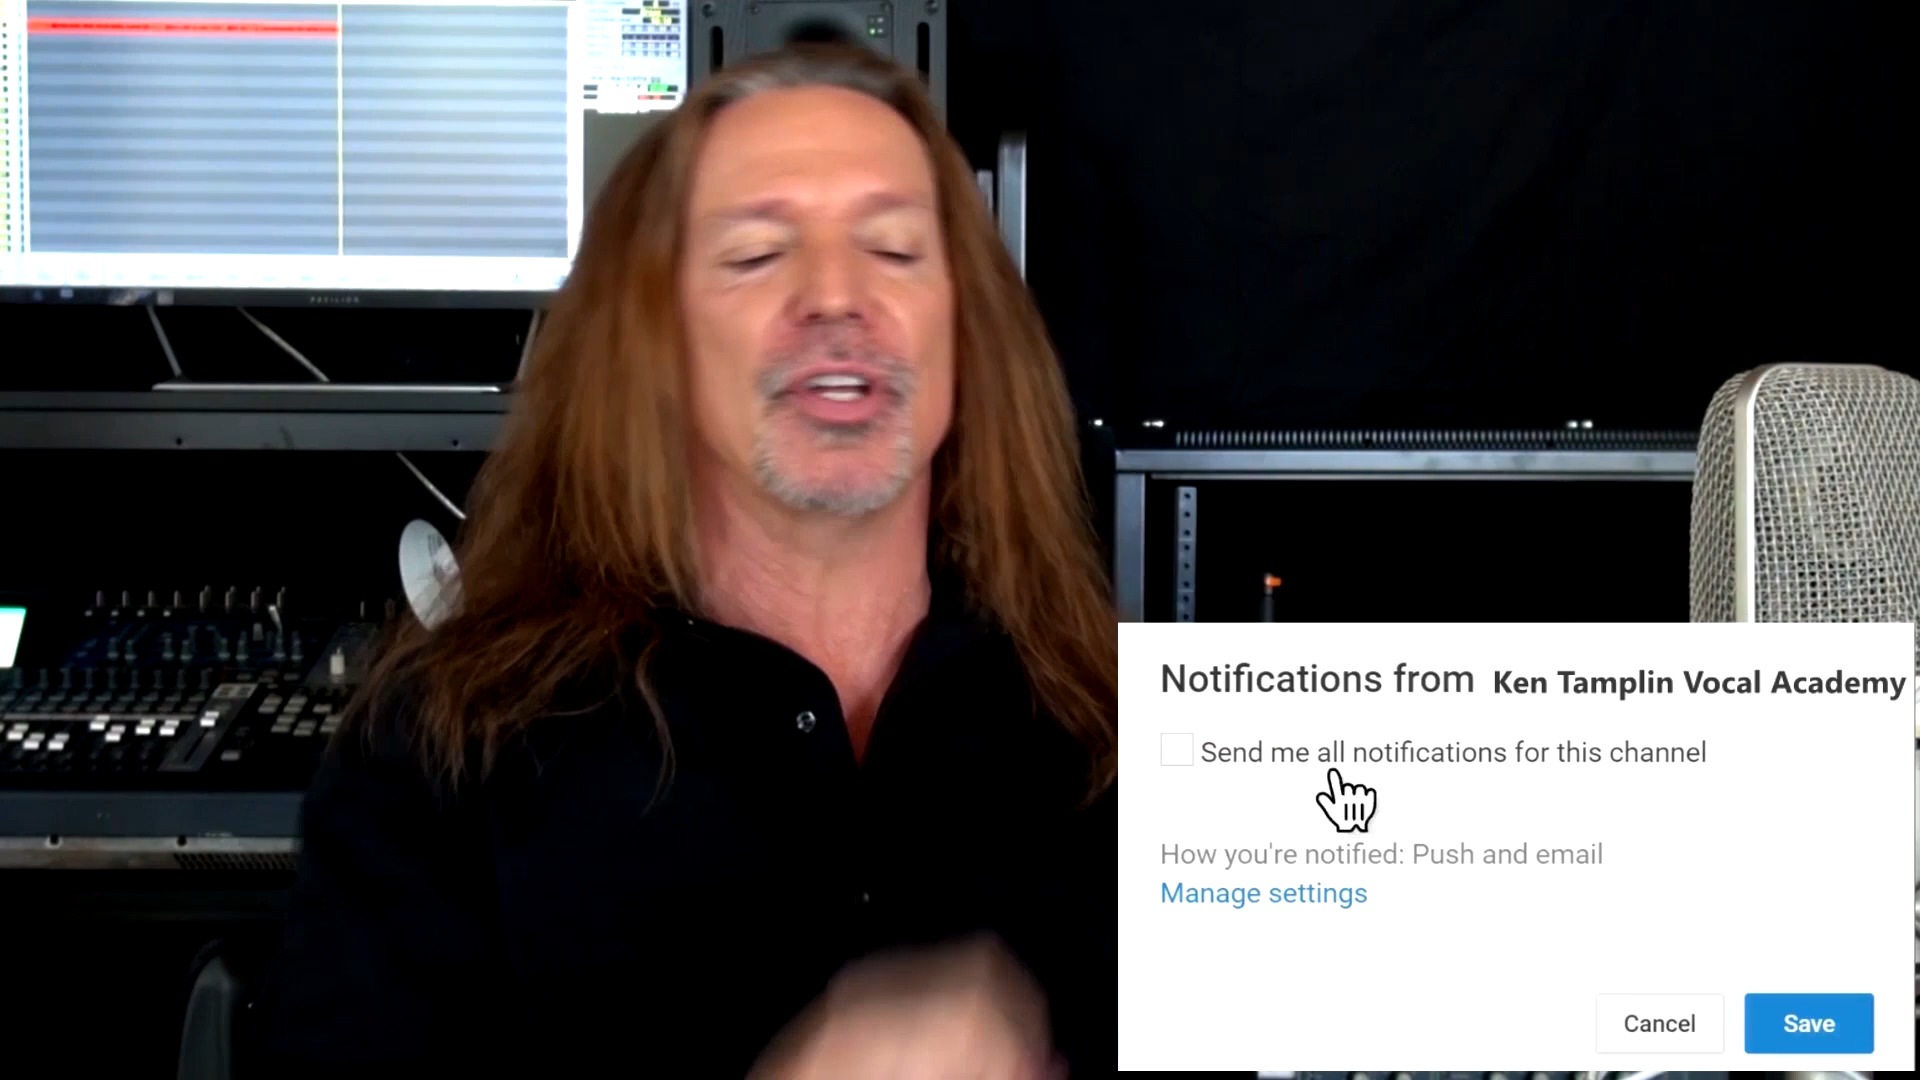 PAVILION
Notifications from Ken Tamplin Vocal Academy
Send me all notifications for this channel
How you're notified: Push and email
Manage settings
Cancel
Save